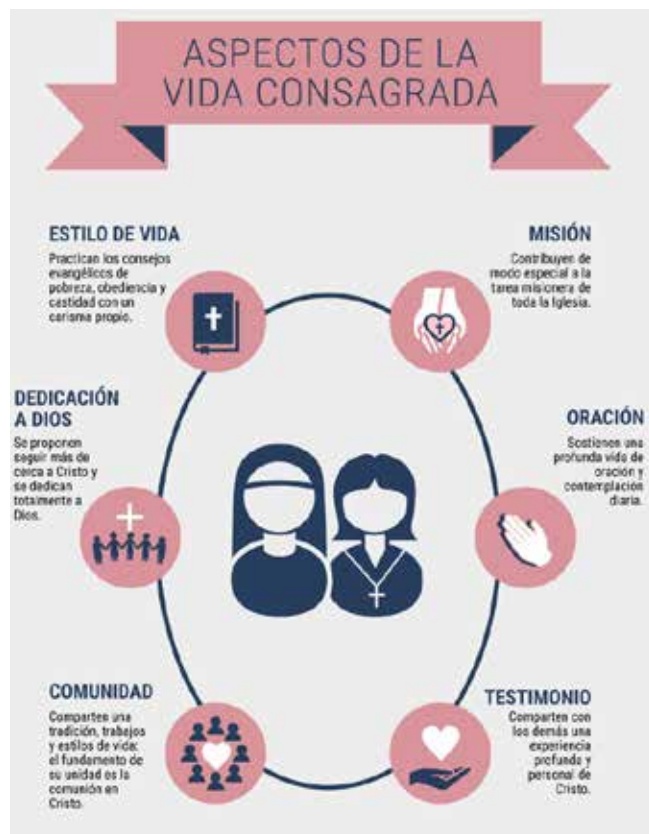 ASPECTOS DE LA
VIDA CONSAGRADA
ESTILO DE VIDA
Practican los consejos
evangélicos de
pobreza, obediencia y
castidad con un
carisma propio.
MISIÓN
Contribuyen de
modo especial a la
tarea misionera de
toda la Iglesia.
DEDICACIÓN
A DIOS
Se proponen
seguir más de
cerca a Cristo y
se dedican
totalmente a
Dios.
ORACIÓN
Sostienen una
profunda vida de
oración y
contemplación
diaria.
COMUNIDAD
Comparten una
tradición, trabajos
y estilos de vida:
el fundamento de
su unidad es la
comunión en
Cristo.
TESTIMONIO
Comparten con
los demás una
experiencia
profunda y
personal de
Cristo.